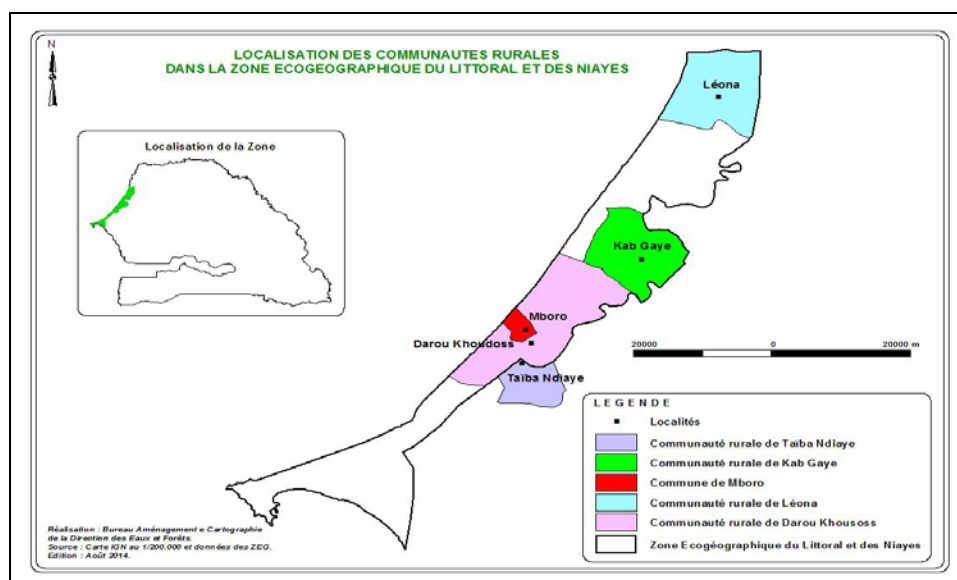 N
LOCALISATION DES COMMUNAUTES RURALES
DANS LA ZONE ECOGEOGRAPHIQUE DU LITTORAL ET DES NIAYES
Localisation de la Zone
Léona
Kab Gaye
Mboro
Darou Khoudoss
Taïba Ndiaye
20000 0 20000 m
LEGENDE
Localités
Communauté rurale de Taïba Ndiaye
Communauté rurale de Kab Gaye
Commune de Mboro
Communauté rurale de Léona
Communauté rurale de Darou Khousoss
Zone Ecogéographique du Littoral et des Niayes
Réalisation : Bureau Aménagement e Cartographie
de la Direction des Eaux et Forêts.
Source : Carte IGN au 1/200.000 et données des ZEG.
Edition : Août 2014.